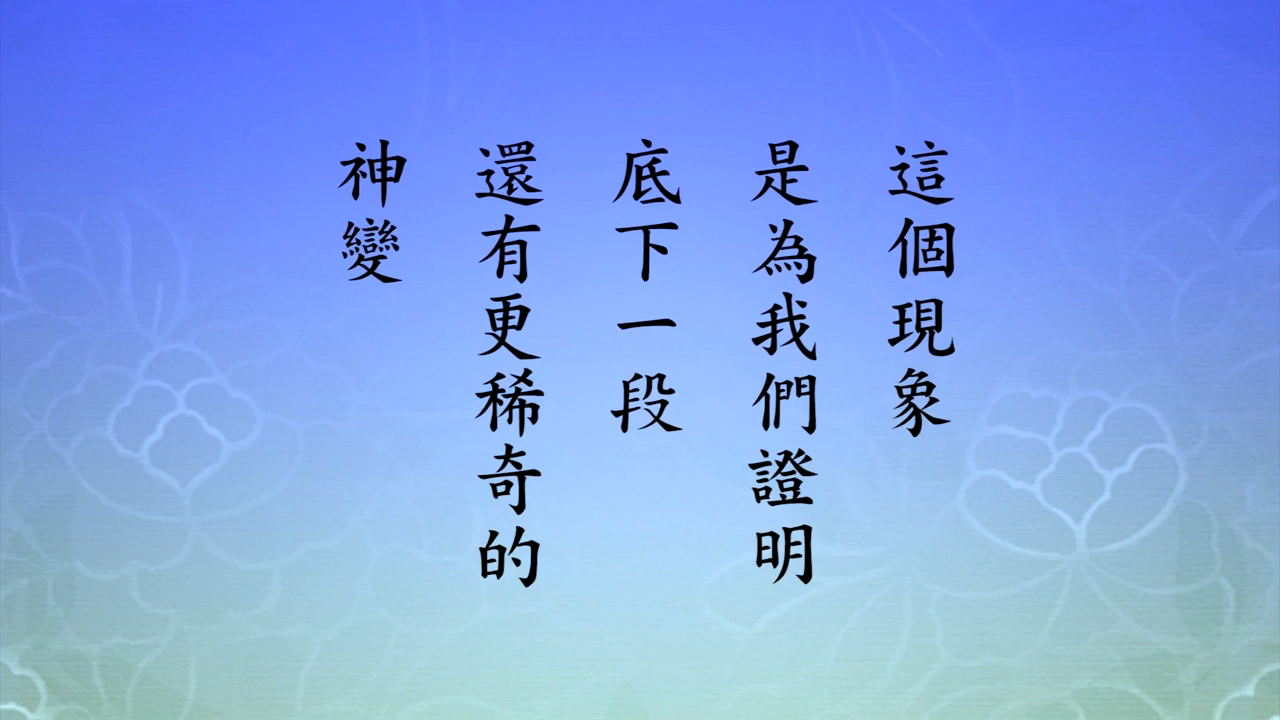 這個現象
是為我們證明
底下一段
還有更稀奇的
神變